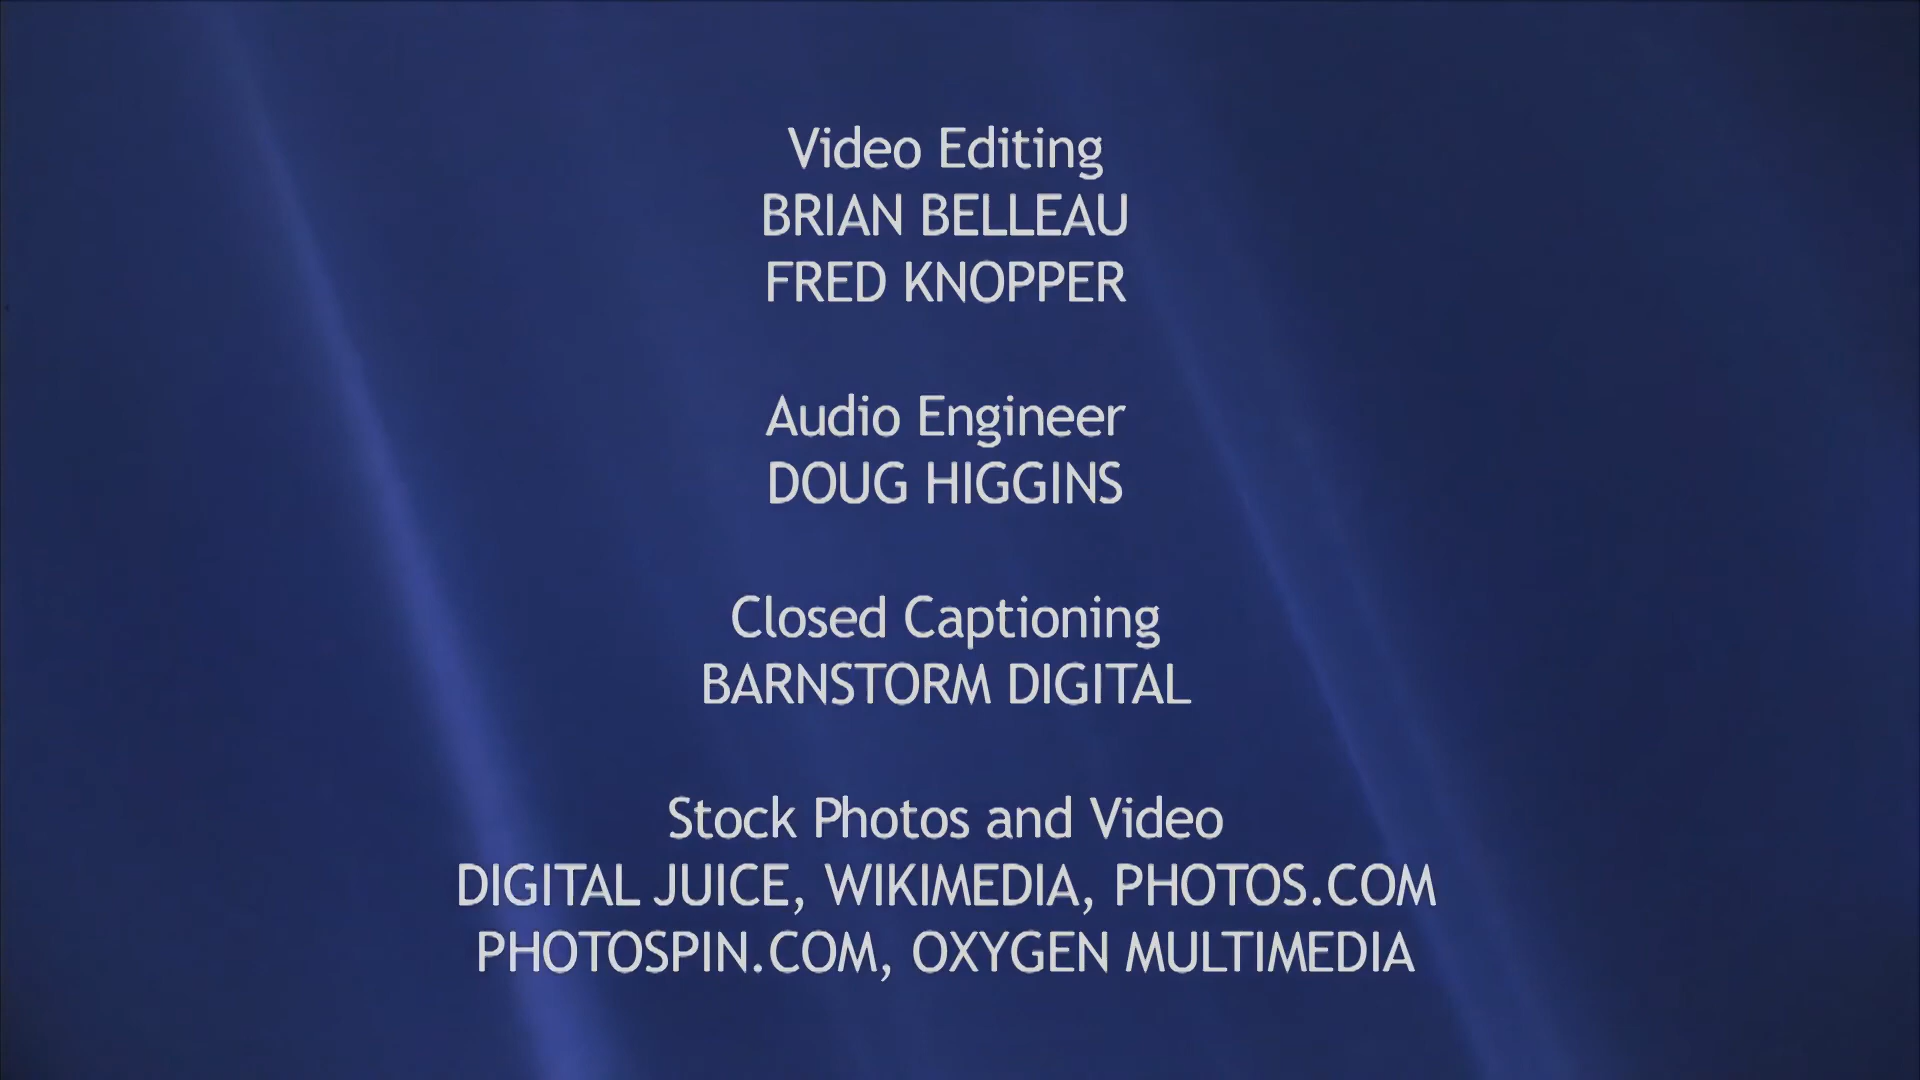 Video Editing
BRIAN BELLEAU
FRED KNOPPER
Audio Engineer
DOUG HIGGINS
Closed Captioning
BARNSTORM DIGITAL
Stock Photos and Video
DIGITAL JUICE, WIKIMEDIA, PHOTOS.COM
PHOTOSPIN.COM, OXYGEN MULTIMEDIA